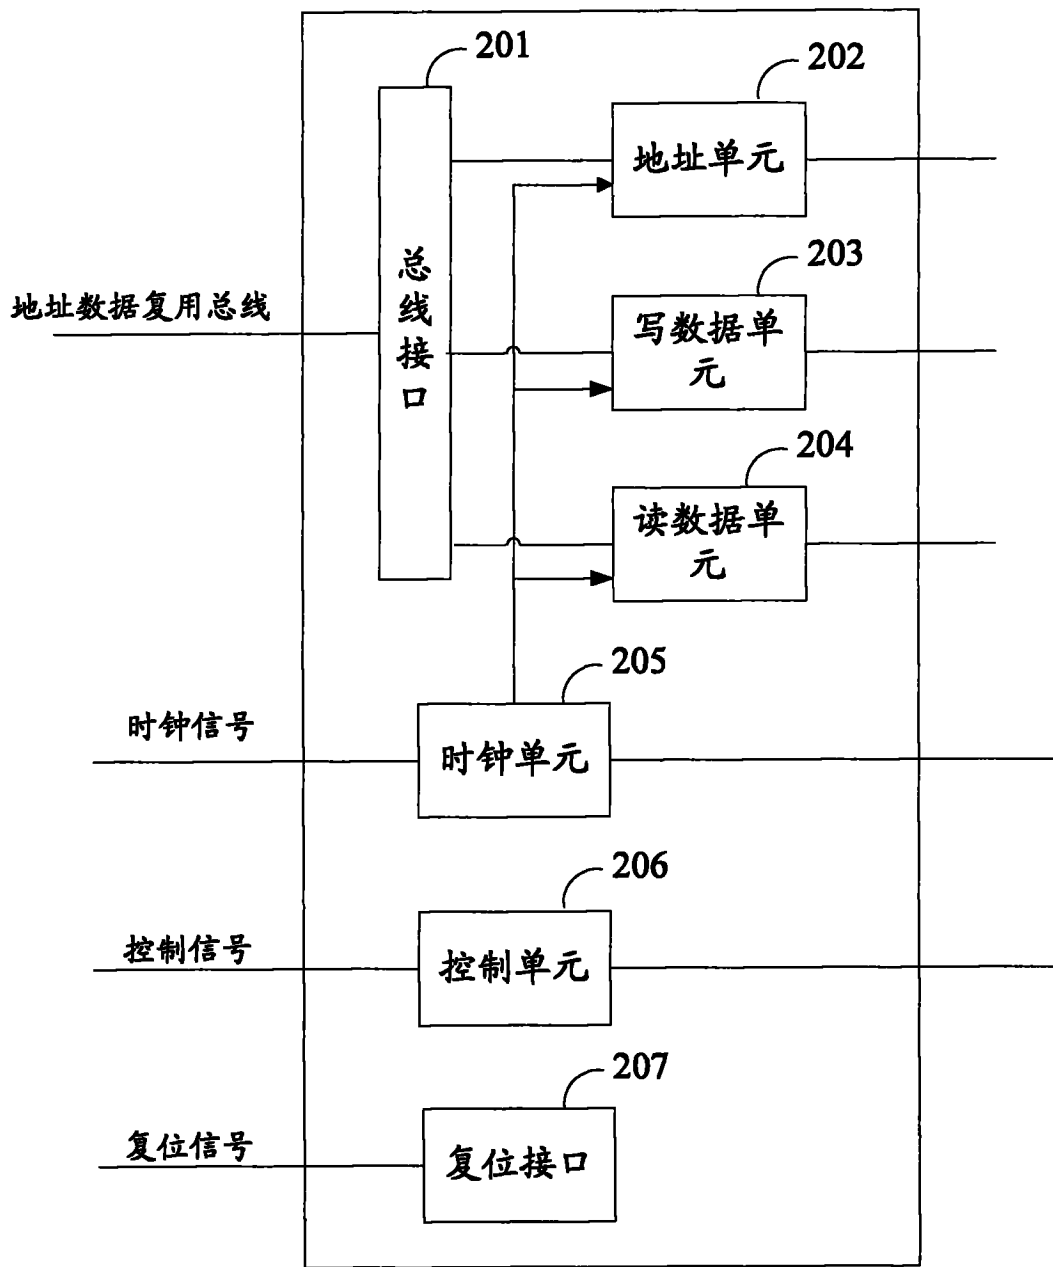 201
202
地址单元
203
总线接口
地址数据复用总线
写数据单
元
204
读数据单
元
205
时钟信号
时钟单元
206
控制信号
控制单元
207
复位信号
复位接口